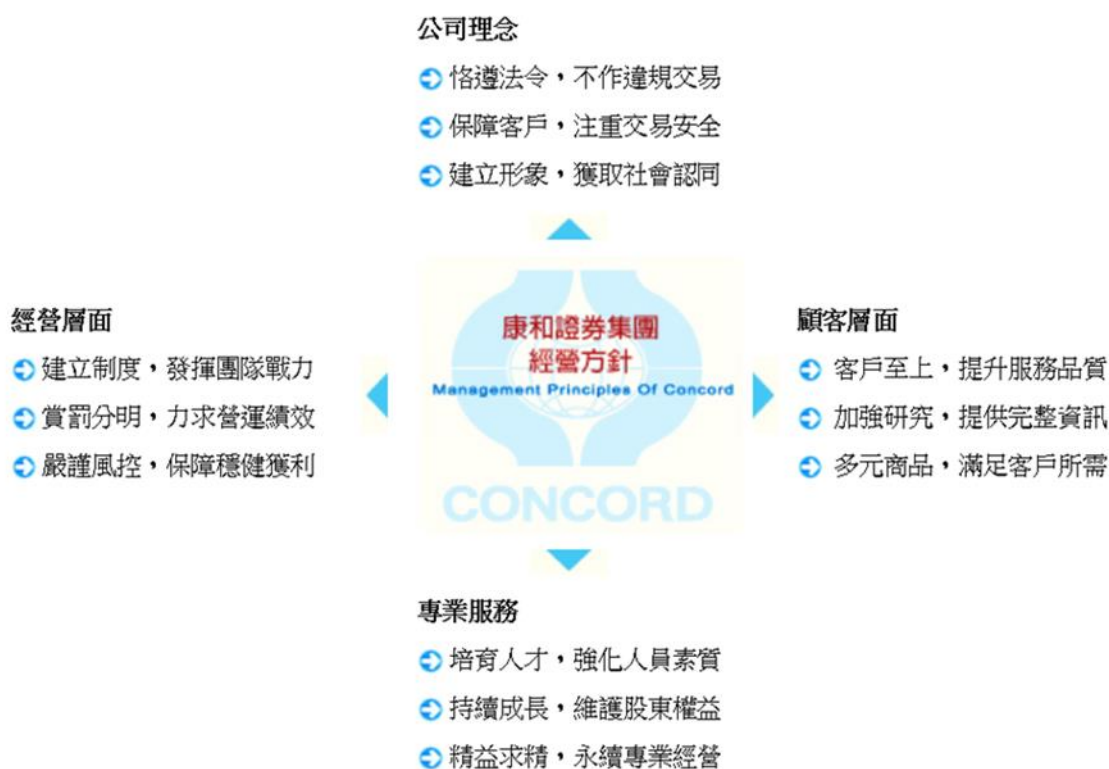 公司理念
恪遵法令，不作違規交易
保障客戶，注重交易安全
建立形象，獲取社會認同
經營層面
建立制度，發揮團隊戰力
賞罰分明，力求營運績效
嚴謹風控，保障穩健獲利
康和證券集團
經營方針
Management Principles Of Concord
CONCORD
顧客層面
客戶至上，提升服務品質
加強研究，提供完整資訊
多元商品，滿足客戶所需
專業服務
培育人才，強化人員素質
持續成長，維護股東權益
精益求精，永續專業經營